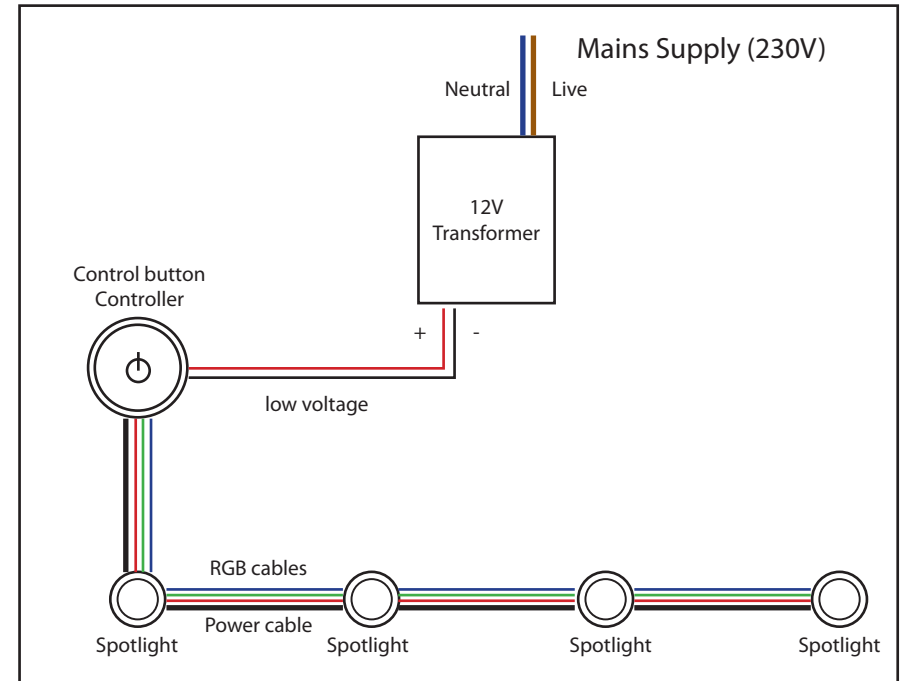 Mains Supply (230V)
Neutral
Live
12V
Transformer
Control button
Controller
+
-
low voltage
RGB cables
Power cable
Spotlight
Spotlight
Spotlight
Spotlight